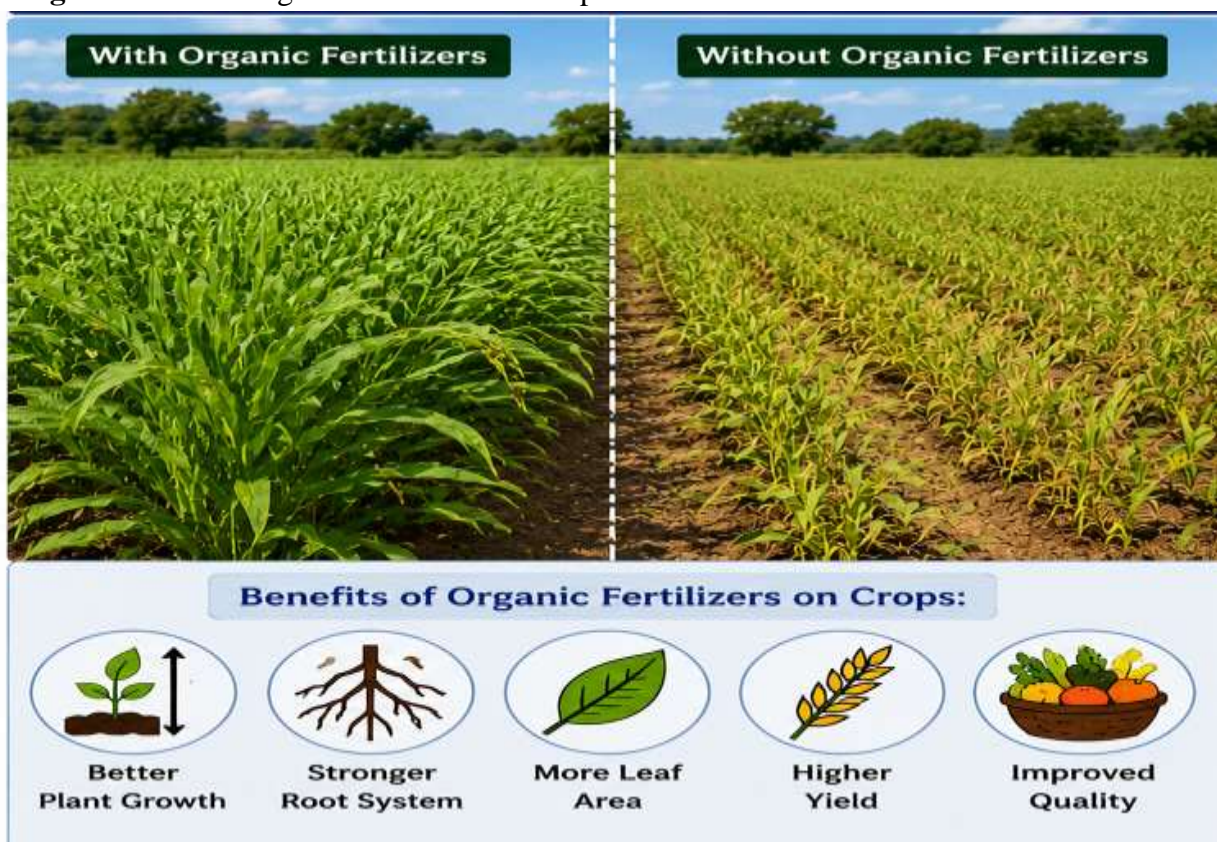 With Organic Fertilizers
Without Organic Fertilizers
Benefits of Organic Fertilizers on Crops:
Better
Plant Growth
Stronger
Root System
More Leaf
Area
Higher
Yield
Improved
Quality